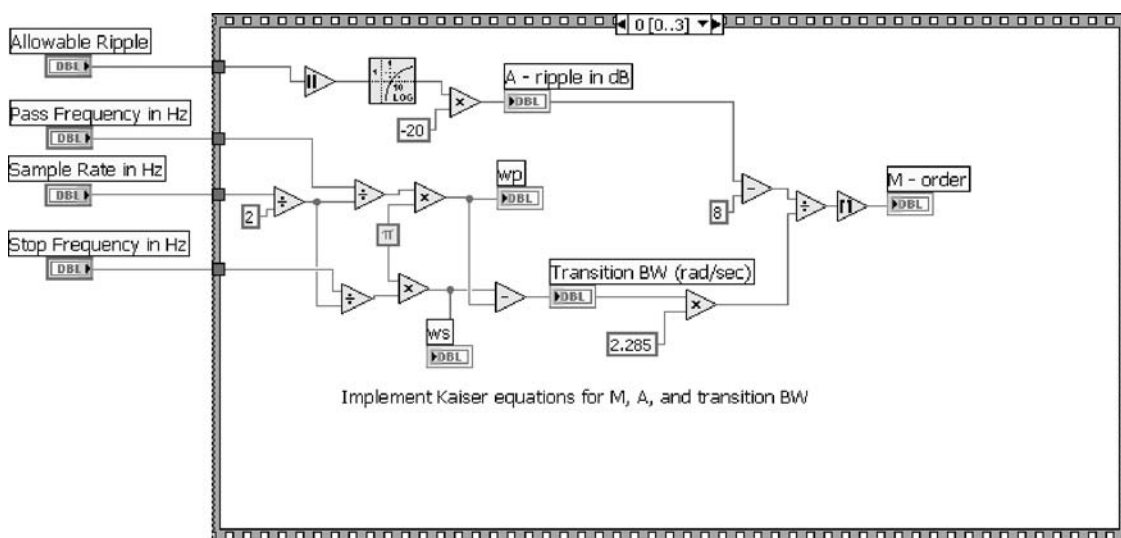 0 [0..3]
Allowable Ripple
DBL
1
1
10
LOG
A - ripple in dB
DBL
-20
Pass Frequency in Hz
DBL
Sample Rate in Hz
DBL
2
÷
÷
×
×
wp
DBL
π
8
-
÷
M - order
DBL
Stop Frequency in Hz
DBL
÷
×
-
Transition BW (rad/sec)
DBL
×
ws
DBL
2.285
Implement Kaiser equations for M, A, and transition BW